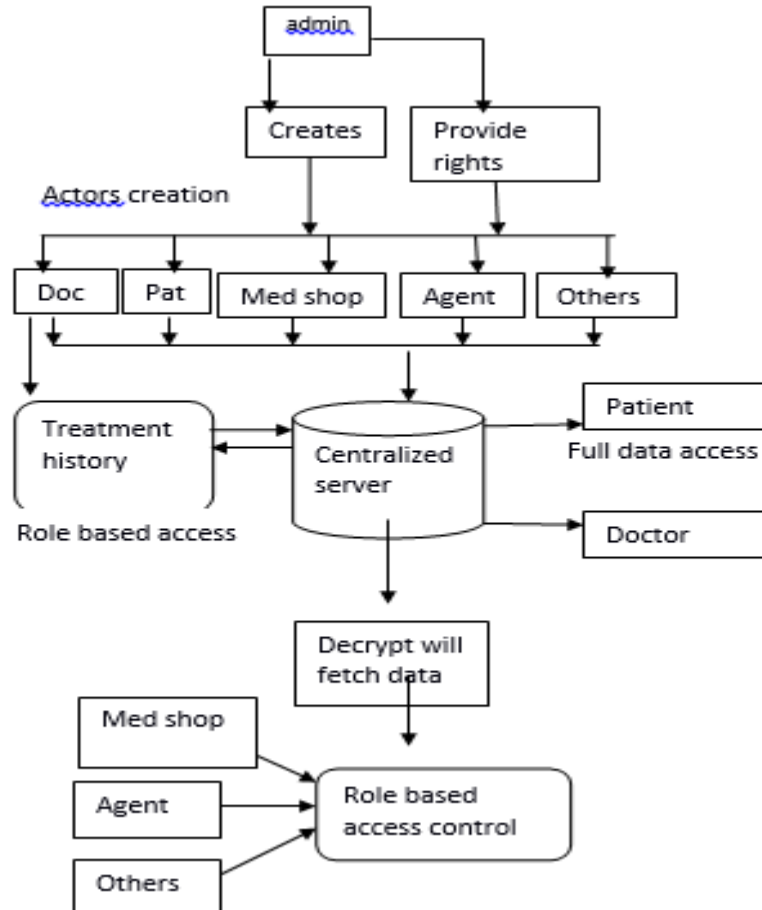 admin
Creates
Provide
rights
Actors creation
Doc
Pat
Med shop
Agent
Others
Treatment
history
Centralized
server
Patient
Full data access
Role based access
Doctor
Decrypt will
fetch data
Med shop
Agent
Others
Role based
access control